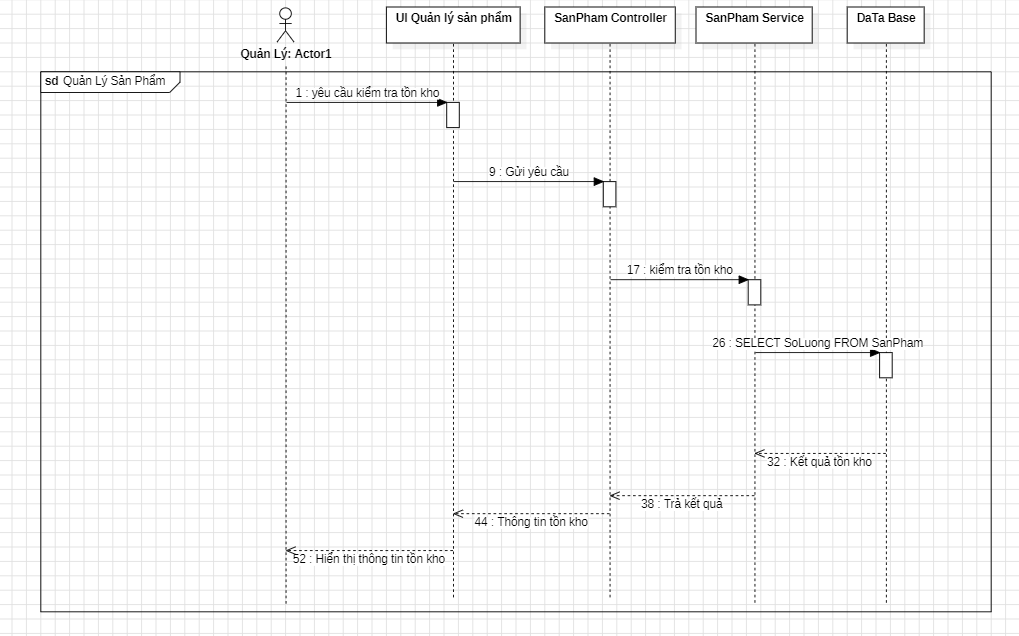 UI Quản lý sản phẩm
SanPham Controller
SanPham Service
DaTa Base
Quản Lý: Actor1
sd Quản Lý Sản Phẩm
1 : yêu cầu kiểm tra tồn kho
9 : Gửi yêu cầu
17 : kiểm tra tồn kho
26 : SELECT SoLuong FROM SanPham
32 : Kết quả tồn kho
38 : Trả kết quả
44 : Thông tin tồn kho
52 : Hiển thị thông tin tồn kho